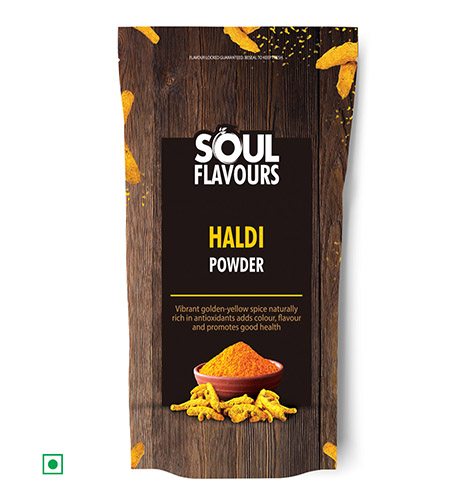 FLAVOUR LOCKED GUARANTEED. RESEAL TO KEEP FRESH.
SOUL
FLAVOURS
HALDI
POWDER
Vibrant golden-yellow spice naturally
rich in antioxidants adds colour, flavour
and promotes good health